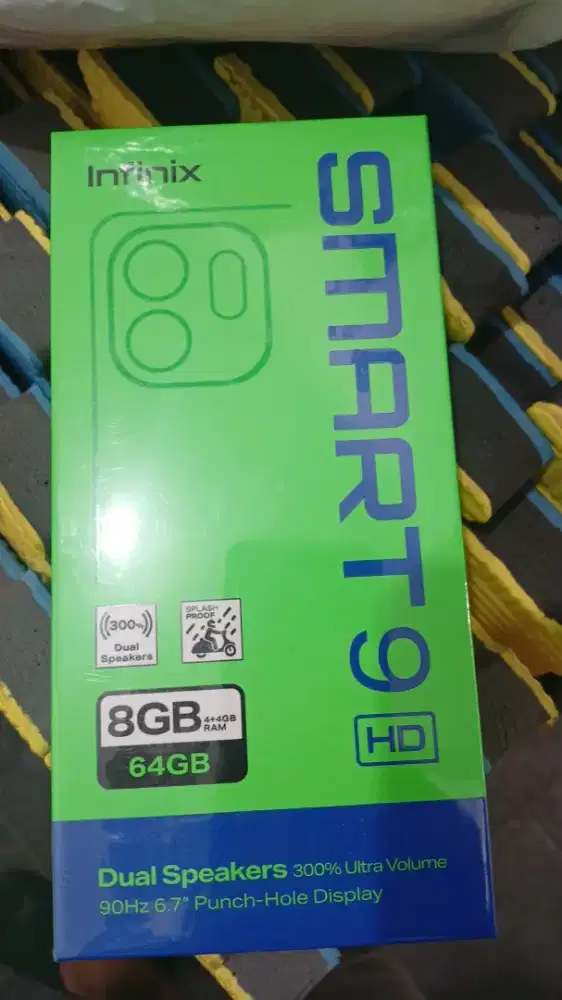 Infinix
SMART 9
HD
300%
Dual
Speakers
SPLASH
PROOF
8GB 4+4GB
RAM
64GB
Dual Speakers 300% Ultra Volume
90Hz 6.7" Punch-Hole Display